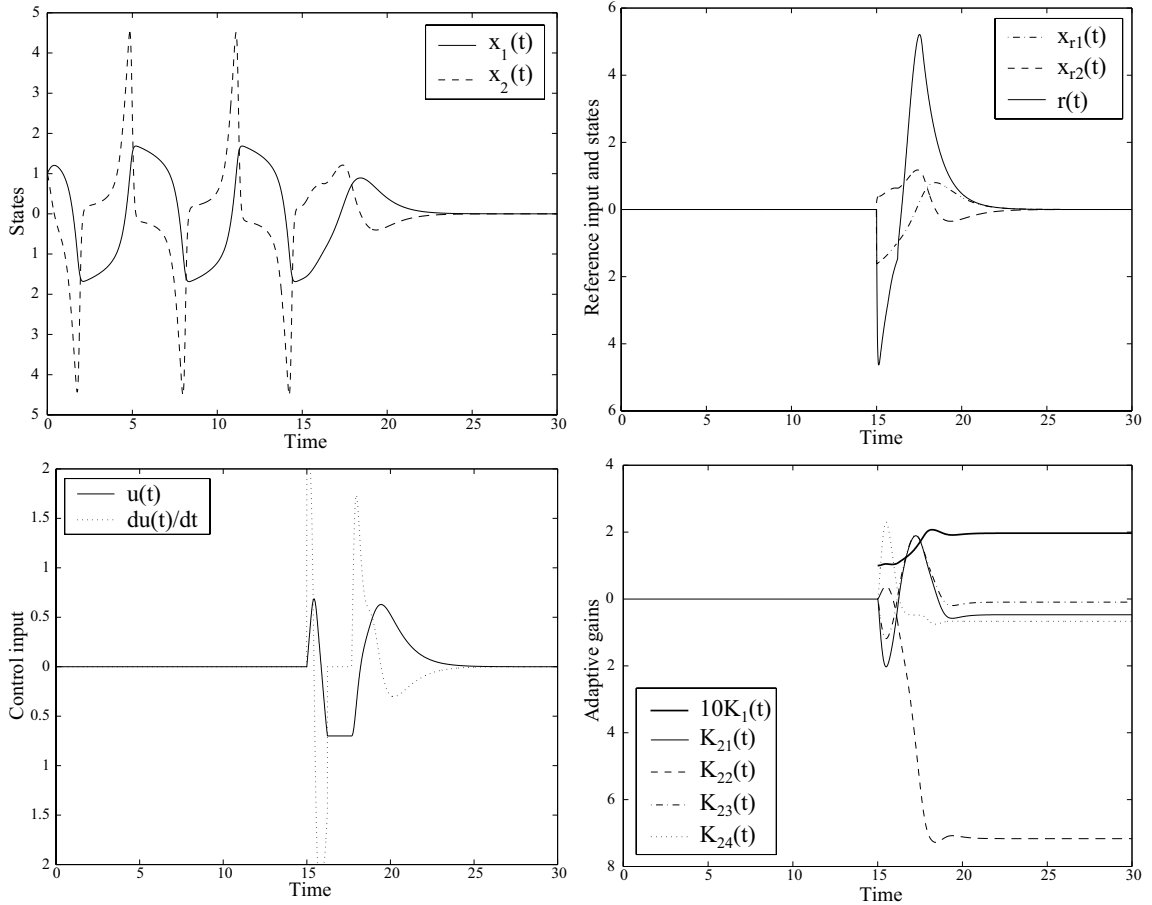 5
4
3
2
1
0
1
2
3
4
5
States
0 5 10 15 20 25 30
Time
x1(t)
x2(t)
6
4
2
0
2
4
6
Reference input and states
0 5 10 15 20 25 30
Time
xr1(t)
xr2(t)
r(t)
2
1.5
1
0.5
0
0.5
1
1.5
2
Control input
0 5 10 15 20 25 30
Time
u(t)
du(t)/dt
4
2
0
2
4
6
8
Adaptive gains
0 5 10 15 20 25 30
Time
10K1(t)
K21(t)
K22(t)
K23(t)
K24(t)